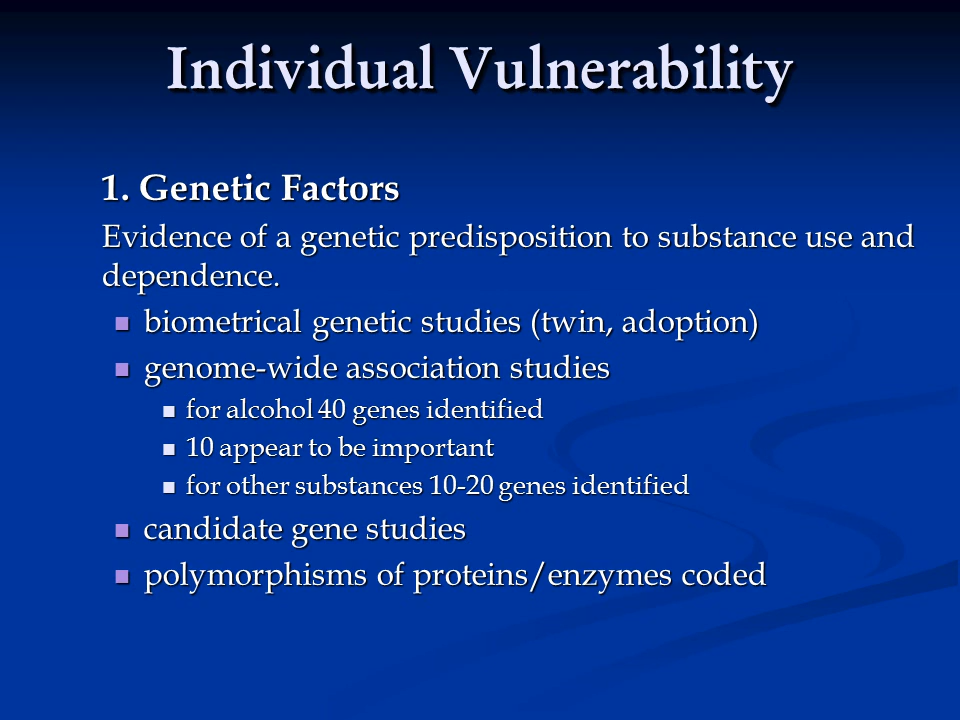 Individual Vulnerability
1. Genetic Factors
Evidence of a genetic predisposition to substance use and
dependence.
biometrical genetic studies (twin, adoption)
genome-wide association studies
for alcohol 40 genes identified
10 appear to be important
for other substances 10-20 genes identified
candidate gene studies
polymorphisms of proteins/enzymes coded